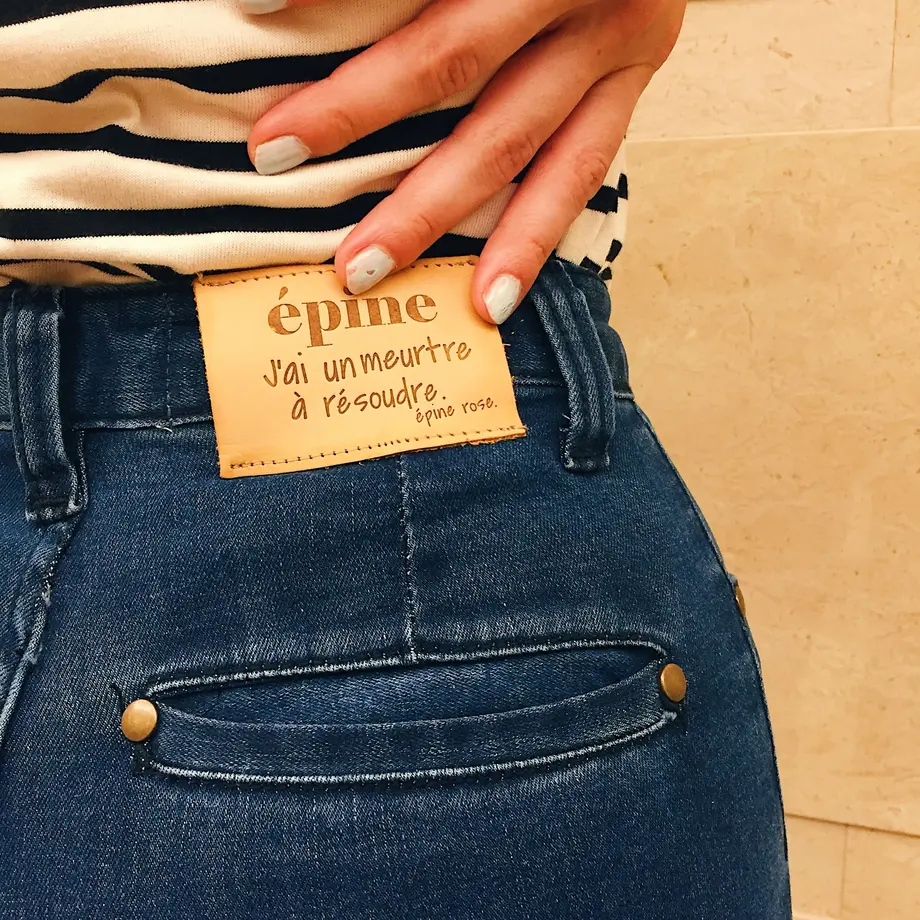 épine
J'ai un meurtre
à résoudre.
épine rose.